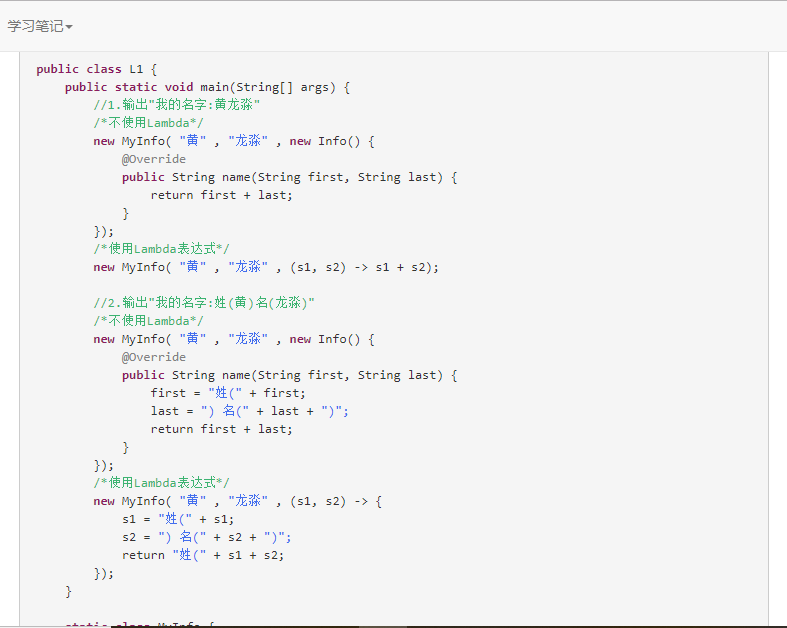 学习笔记
public class L1 {
public static void main(String[] args) {
//1.输出"我的名字:黄龙淼"
/*不使用Lambda*/
new MyInfo( "黄" , "龙淼" , new Info() {
@Override
public String name(String first, String last) {
return first + last;
}
});
/*使用Lambda表达式*/
new MyInfo( "黄" , "龙淼" , (s1, s2) -> s1 + s2);
//2.输出"我的名字:姓(黄)名(龙淼)"
/*不使用Lambda*/
new MyInfo( "黄" , "龙淼" , new Info() {
@Override
public String name(String first, String last) {
first = "姓(" + first;
last = ") 名(" + last + ")";
return first + last;
}
});
/*使用Lambda表达式*/
new MyInfo( "黄" , "龙淼" , (s1, s2) -> {
s1 = "姓(" + s1;
s2 = ") 名(" + s2 + ")";
return "姓(" + s1 + s2;
});
}
static class MyInfo {